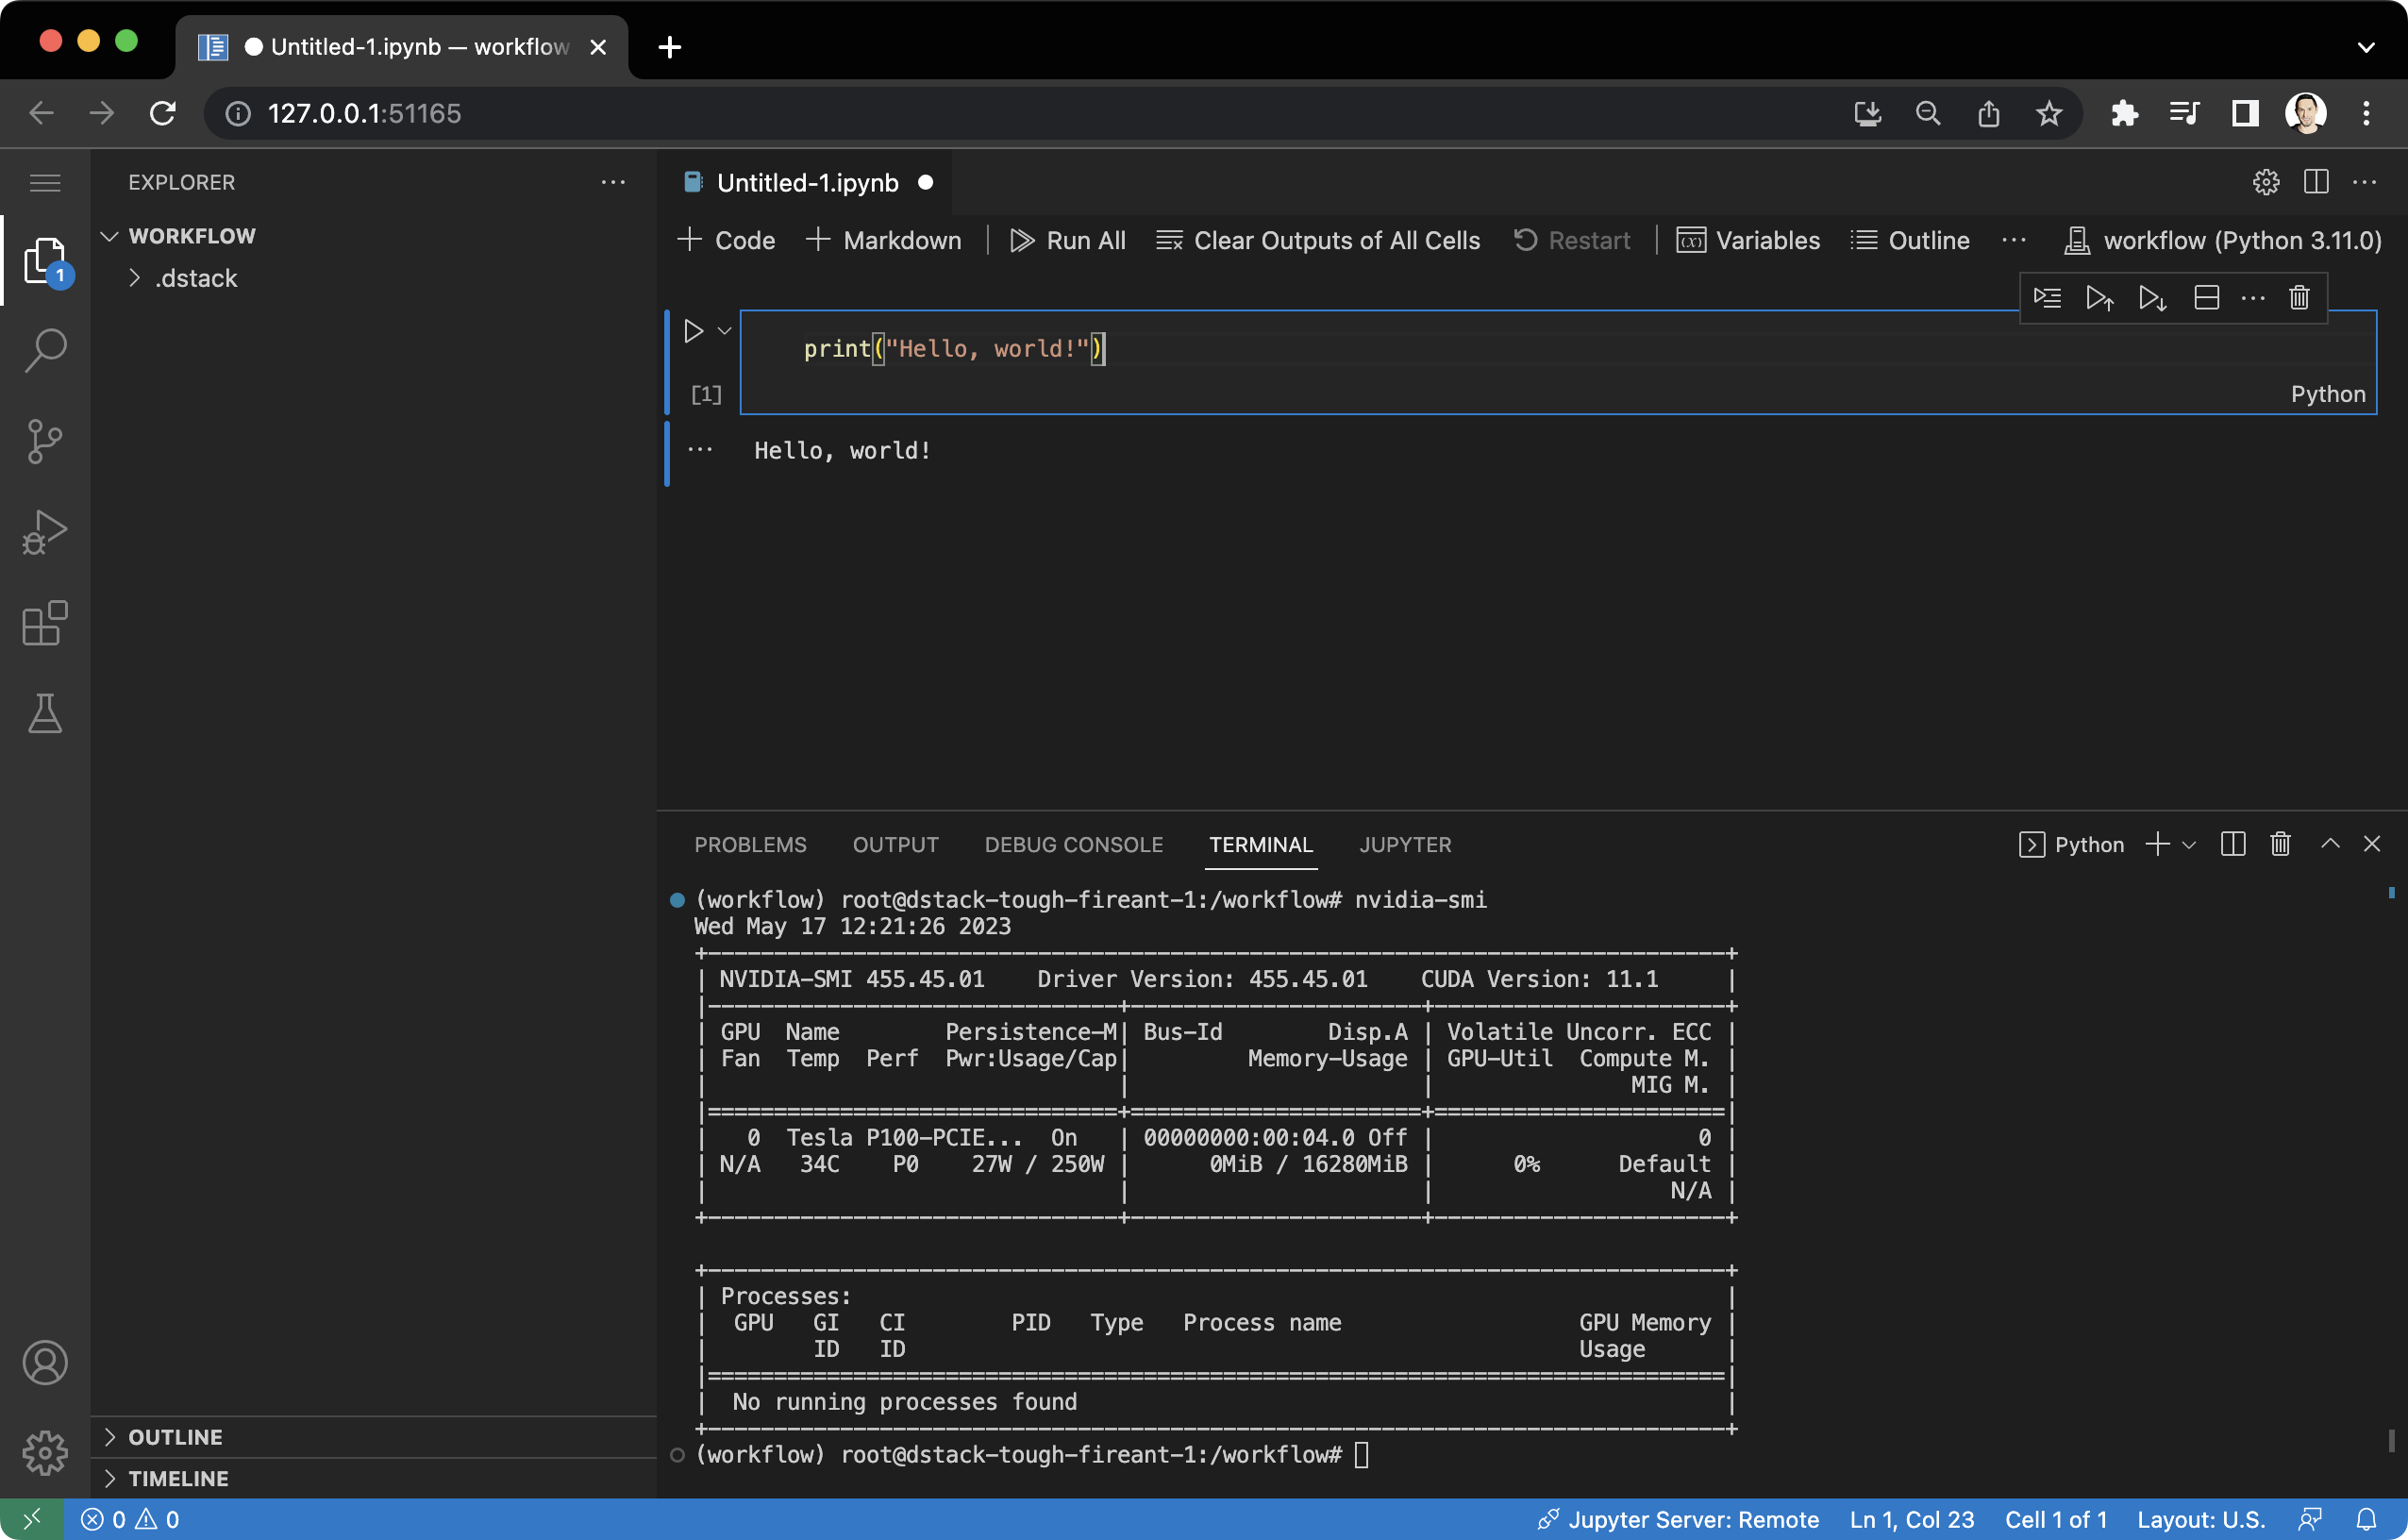 Untitled-1.ipynb — workflow
127.0.0.1:51165
EXPLORER
WORKFLOW
.dstack
1
OUTLINE
TIMELINE
Untitled-1.ipynb
Code Markdown Run All Clear Outputs of All Cells Restart Variables Outline workflow (Python 3.11.0)
print("Hello, world!")
[1]
Python
Hello, world!
PROBLEMS OUTPUT DEBUG CONSOLE TERMINAL JUPYTER Python
(workflow) root@dstack-tough-fireant-1:/workflow# nvidia-smi
Wed May 17 12:21:26 2023
+-----------------------------------------------------------------------------+
| NVIDIA-SMI 455.45.01    Driver Version: 455.45.01    CUDA Version: 11.1     |
|-------------------------------+----------------------+----------------------+
| GPU  Name        Persistence-M| Bus-Id        Disp.A | Volatile Uncorr. ECC |
| Fan  Temp  Perf  Pwr:Usage/Cap|         Memory-Usage | GPU-Util  Compute M. |
|                               |                      |               MIG M. |
|===============================+======================+======================|
|   0  Tesla P100-PCIE...  On   | 00000000:00:04.0 Off |                    0 |
| N/A   34C    P0    27W / 250W |      0MiB / 16280MiB |      0%      Default |
|                               |                      |                  N/A |
+-------------------------------+----------------------+----------------------+
+-----------------------------------------------------------------------------+
| Processes:                                                                  |
|  GPU   GI   CI        PID   Type   Process name                  GPU Memory |
|        ID   ID                                                   Usage      |
|=============================================================================|
|  No running processes found                                                 |
+-----------------------------------------------------------------------------+
(workflow) root@dstack-tough-fireant-1:/workflow#
0 0 Jupyter Server: Remote Ln 1, Col 23 Cell 1 of 1 Layout: U.S.